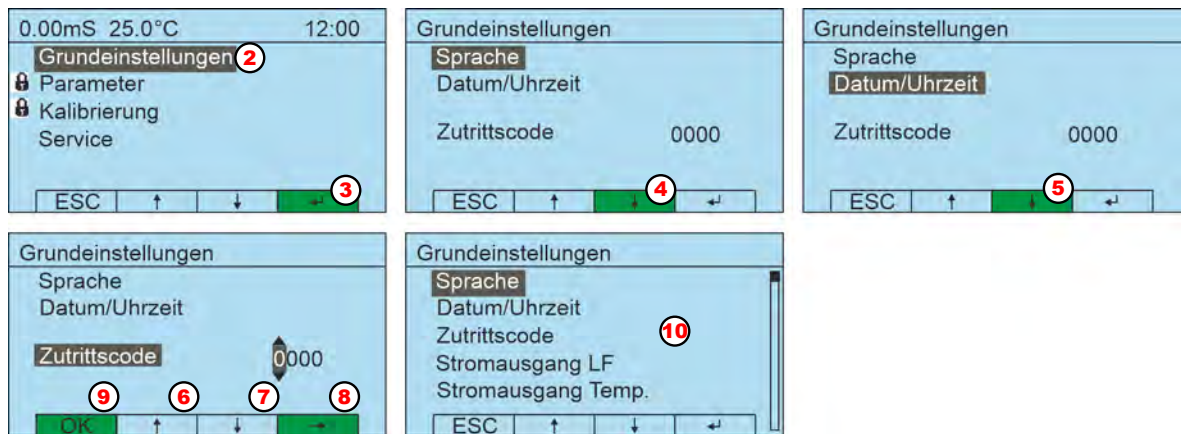 0.00mS 25.0°C 12:00
Grundeinstellungen 2
Parameter
Kalibrierung
Service
3
ESC ↑ ↓ ↵
Grundeinstellungen
Sprache
Datum/Uhrzeit
Zutrittscode 0000
4
ESC ↑ ↓ ↵
Grundeinstellungen
Sprache
Datum/Uhrzeit
Zutrittscode 0000
5
ESC ↑ ↓ ↵
Grundeinstellungen
Sprache
Datum/Uhrzeit
Zutrittscode 0000
9 6 7 8
OK ↑ ↓ →
Grundeinstellungen
Sprache
Datum/Uhrzeit
Zutrittscode 10
Stromausgang LF
Stromausgang Temp.
ESC ↑ ↓ ↵